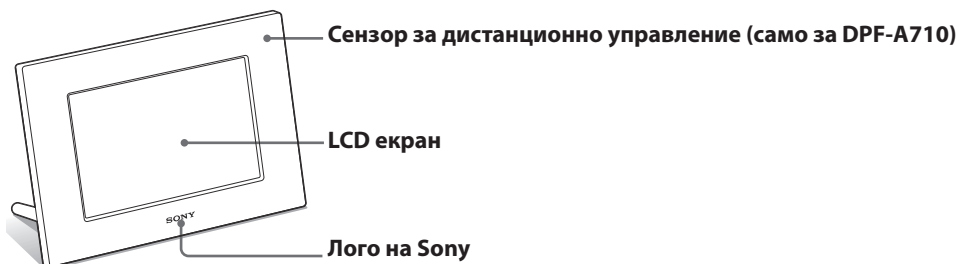 Сензор за дистанционно управление (само за DPF-A710)
LCD екран
SONY
Лого на Sony